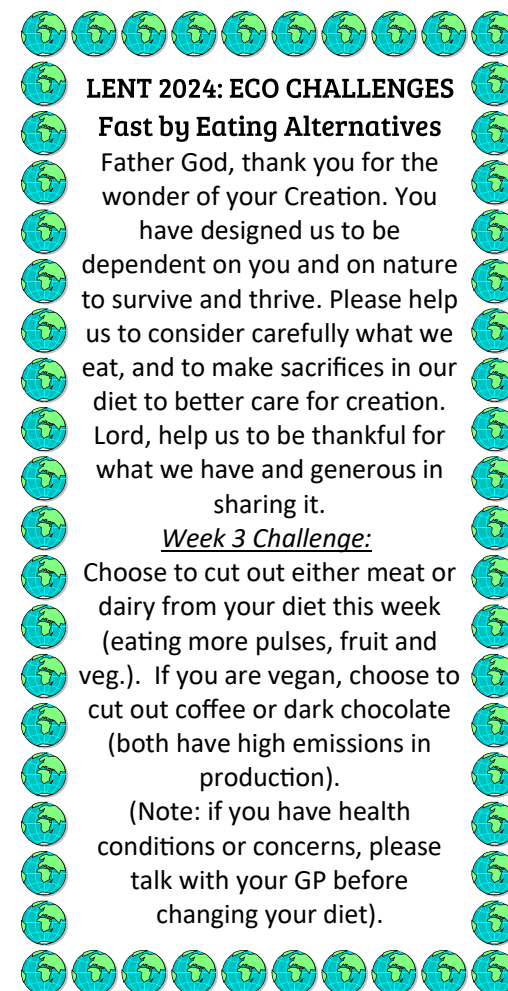 LENT 2024: ECO CHALLENGES
Fast by Eating Alternatives
Father God, thank you for the
wonder of your Creation. You
have designed us to be
dependent on you and on nature
to survive and thrive. Please help
us to consider carefully what we
eat, and to make sacrifices in our
diet to better care for creation.
Lord, help us to be thankful for
what we have and generous in
sharing it.
Week 3 Challenge:
Choose to cut out either meat or
dairy from your diet this week
(eating more pulses, fruit and
veg.).  If you are vegan, choose to
cut out coffee or dark chocolate
(both have high emissions in
production).
(Note: if you have health
conditions or concerns, please
talk with your GP before
changing your diet).